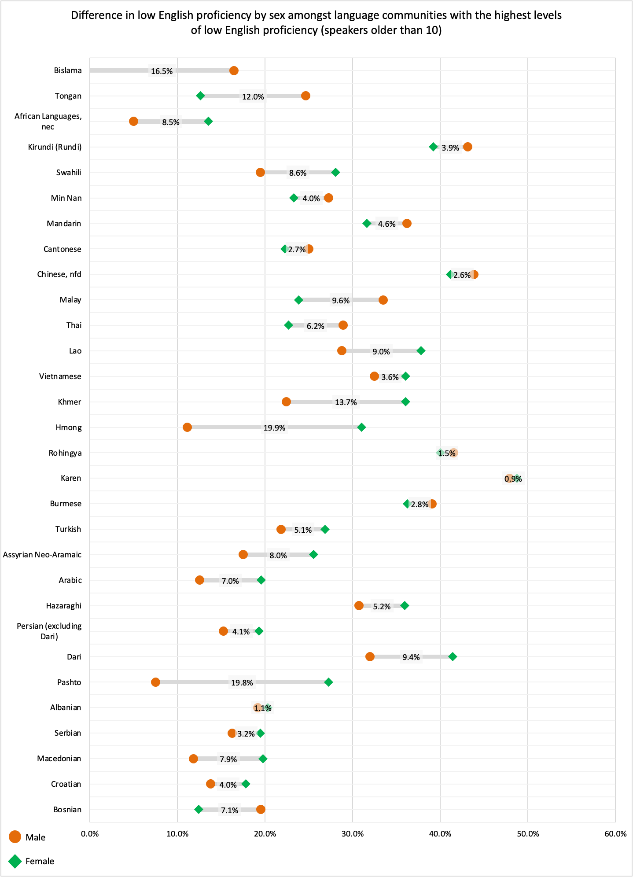 Difference in low English proficiency by sex amongst language communities with the highest levels
of low English proficiency (speakers older than 10)
Bislama 16.5%
Tongan 12.0%
African Languages,
nec 8.5%
Kirundi (Rundi) 3.9%
Swahili 8.6%
Min Nan 4.0%
Mandarin 4.6%
Cantonese 2.7%
Chinese, nfd 2.6%
Malay 9.6%
Thai 6.2%
Lao 9.0%
Vietnamese 3.6%
Khmer 13.7%
Hmong 19.9%
Rohingya 1.5%
Karen 0.9%
Burmese 2.8%
Turkish 5.1%
Assyrian Neo-Aramaic 8.0%
Arabic 7.0%
Hazaraghi 5.2%
Persian (excluding
Dari) 4.1%
Dari 9.4%
Pashto 19.8%
Albanian 1.1%
Serbian 3.2%
Macedonian 7.9%
Croatian 4.0%
Bosnian 7.1%
0.0% 10.0% 20.0% 30.0% 40.0% 50.0% 60.0%
Male
Female